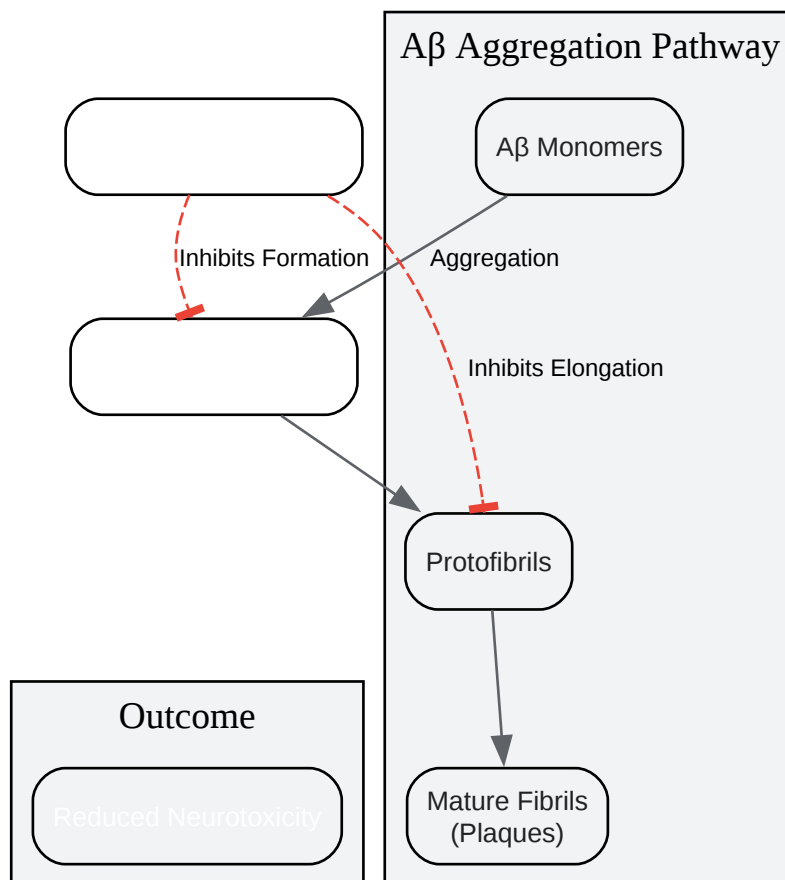 Aβ Aggregation Pathway
Aβ Monomers
Inhibits Formation
Aggregation
Inhibits Elongation
Protofibrils
Outcome
Reduced Neurotoxicity
Mature Fibrils
(Plaques)